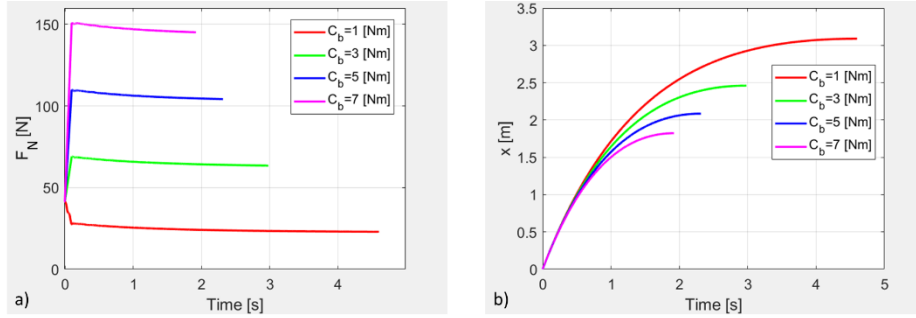 150
100
50
0
F_N [N]
0
1
2
3
4
Time [s]
C_b=1 [Nm]
C_b=3 [Nm]
C_b=5 [Nm]
C_b=7 [Nm]
a)
3.5
3
2.5
2
1.5
1
0.5
0
x [m]
0
1
2
3
4
5
Time [s]
C_b=1 [Nm]
C_b=3 [Nm]
C_b=5 [Nm]
C_b=7 [Nm]
b)